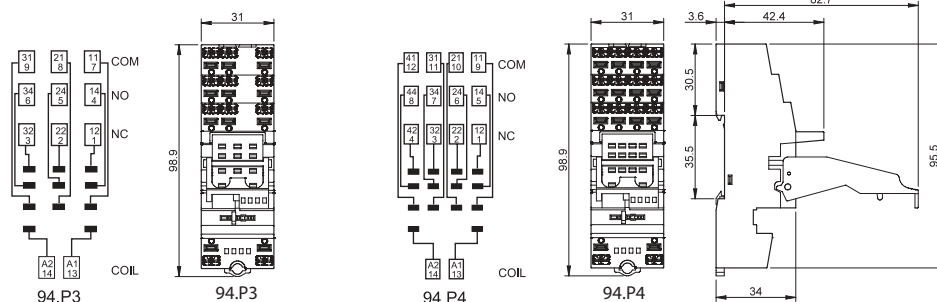 31 9 21 8 11 7 COM
34 6 24 5 14 4 NO
32 3 22 2 12 1 NC
A2 14 A1 13 COIL
94.P3
31
98.9
94.P3
41 12 31 11 21 10 11 9 COM
44 8 34 7 24 6 14 5 NO
42 4 32 3 22 2 12 1 NC
A2 14 A1 13 COIL
94.P4
31
98.9
94.P4
82.7
3.6 42.4
30.5
35.5
95.5
34